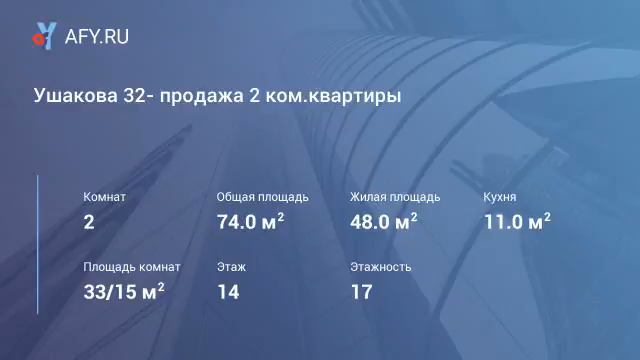 AFY.RU
Ушакова 32- продажа 2 ком.квартиры
Комнат Общая площадь Жилая площадь Кухня
2 74.0 м² 48.0 м² 11.0 м²
Площадь комнат Этаж Этажность
33/15 м² 14 17